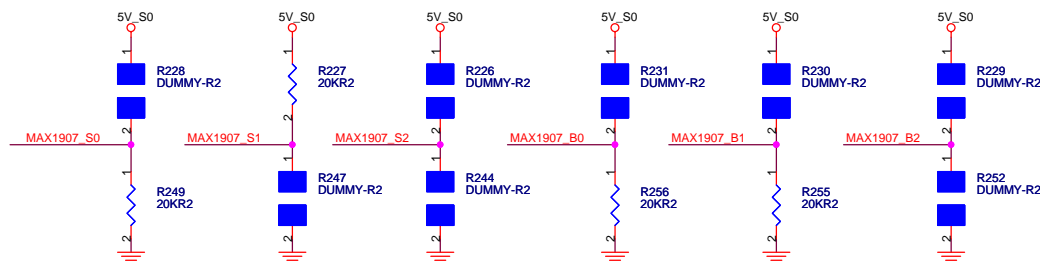 5V_S0 5V_S0 5V_S0 5V_S0 5V_S0 5V_S0
1 1 1 1 1 1
R228 R227 R226 R231 R230 R229
DUMMY-R2 20KR2 DUMMY-R2 DUMMY-R2 DUMMY-R2 DUMMY-R2
2 2 2 2 2 2
MAX1907_S0 MAX1907_S1 MAX1907_S2 MAX1907_B0 MAX1907_B1 MAX1907_B2
1 1 1 1 1 1
R249 R247 R244 R256 R255 R252
20KR2 DUMMY-R2 DUMMY-R2 20KR2 20KR2 DUMMY-R2
2 2 2 2 2 2